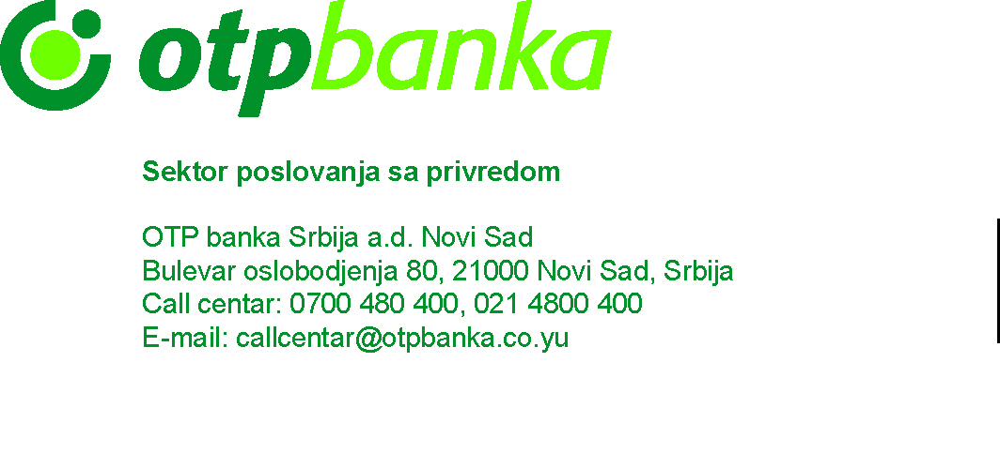 otpbanka
Sektor poslovanja sa privredom
OTP banka Srbija a.d. Novi Sad
Bulevar oslobodjenja 80, 21000 Novi Sad, Srbija
Call centar: 0700 480 400, 021 4800 400
E-mail: callcentar@otpbanka.co.yu